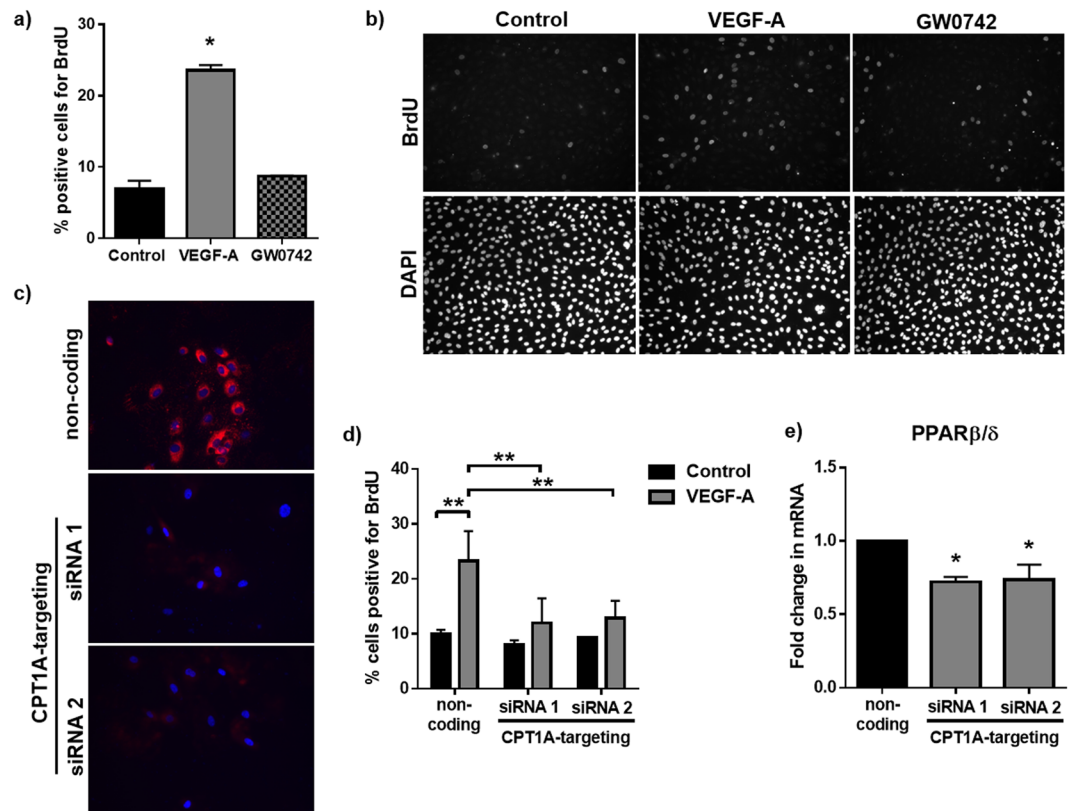 a)
30
20
10
0
% positive cells for BrdU
*
Control VEGF-A GW0742
b)
Control VEGF-A GW0742
BrdU
DAPI
c)
non-coding
CPT1A-targeting
siRNA 1
siRNA 2
d)
40
30
20
10
0
% cells positive for BrdU
**
**
**
Control
VEGF-A
non-
coding
siRNA 1 siRNA 2
CPT1A-targeting
e)
PPARβ/δ
1.5
1.0
0.5
0.0
Fold change in mRNA
*
*
non-
coding
siRNA 1 siRNA 2
CPT1A-targeting